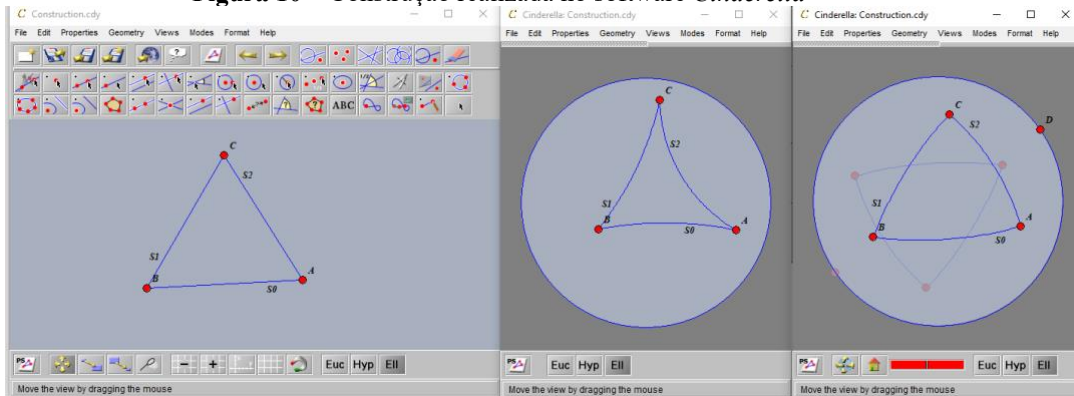 Figura 10 – Construção realizada no software Cinderella
Construction.cdy
File Edit Properties Geometry Views Modes Format Help
ABC
C
S2
S1
B
A
S0
Euc Hyp Ell
Move the view by dragging the mouse
Cinderella: Construction.cdy
File Edit Properties Geometry Views Modes Format Help
C
S2
S1
B
A
S0
Euc Hyp Ell
Move the view by dragging the mouse
Cinderella: Construction.cdy
File Edit Properties Geometry Views Modes Format Help
D
C
S2
S1
B
A
S0
Euc Hyp Ell
Move the view by dragging the mouse